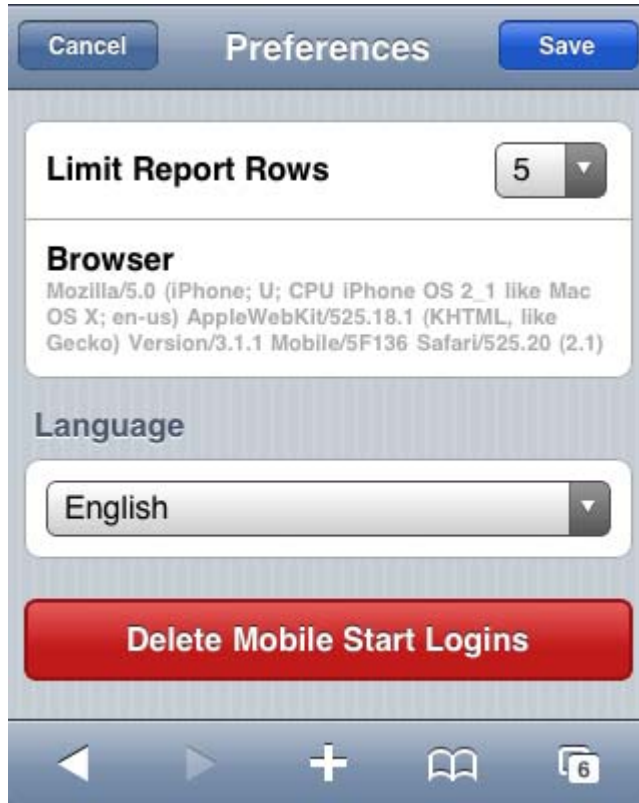 Cancel Preferences Save
Limit Report Rows 5
Browser
Mozilla/5.0 (iPhone; U; CPU iPhone OS 2_1 like Mac
OS X; en-us) AppleWebKit/525.18.1 (KHTML, like
Gecko) Version/3.1.1 Mobile/5F136 Safari/525.20 (2.1)
Language
English
Delete Mobile Start Logins
6